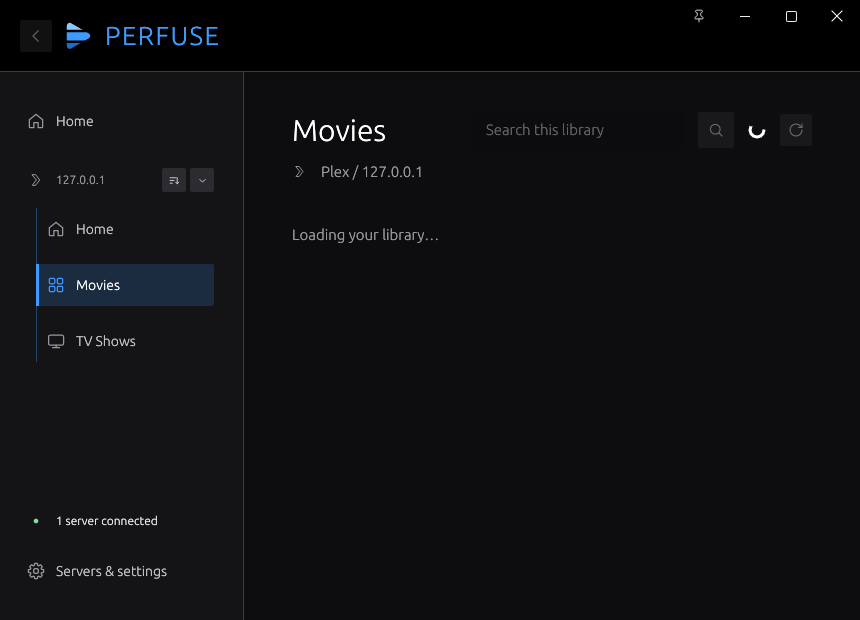 PERFUSE
Home
127.0.0.1
Home
Movies
TV Shows
1 server connected
Servers & settings
Movies
Search this library
Plex / 127.0.0.1
Loading your library…